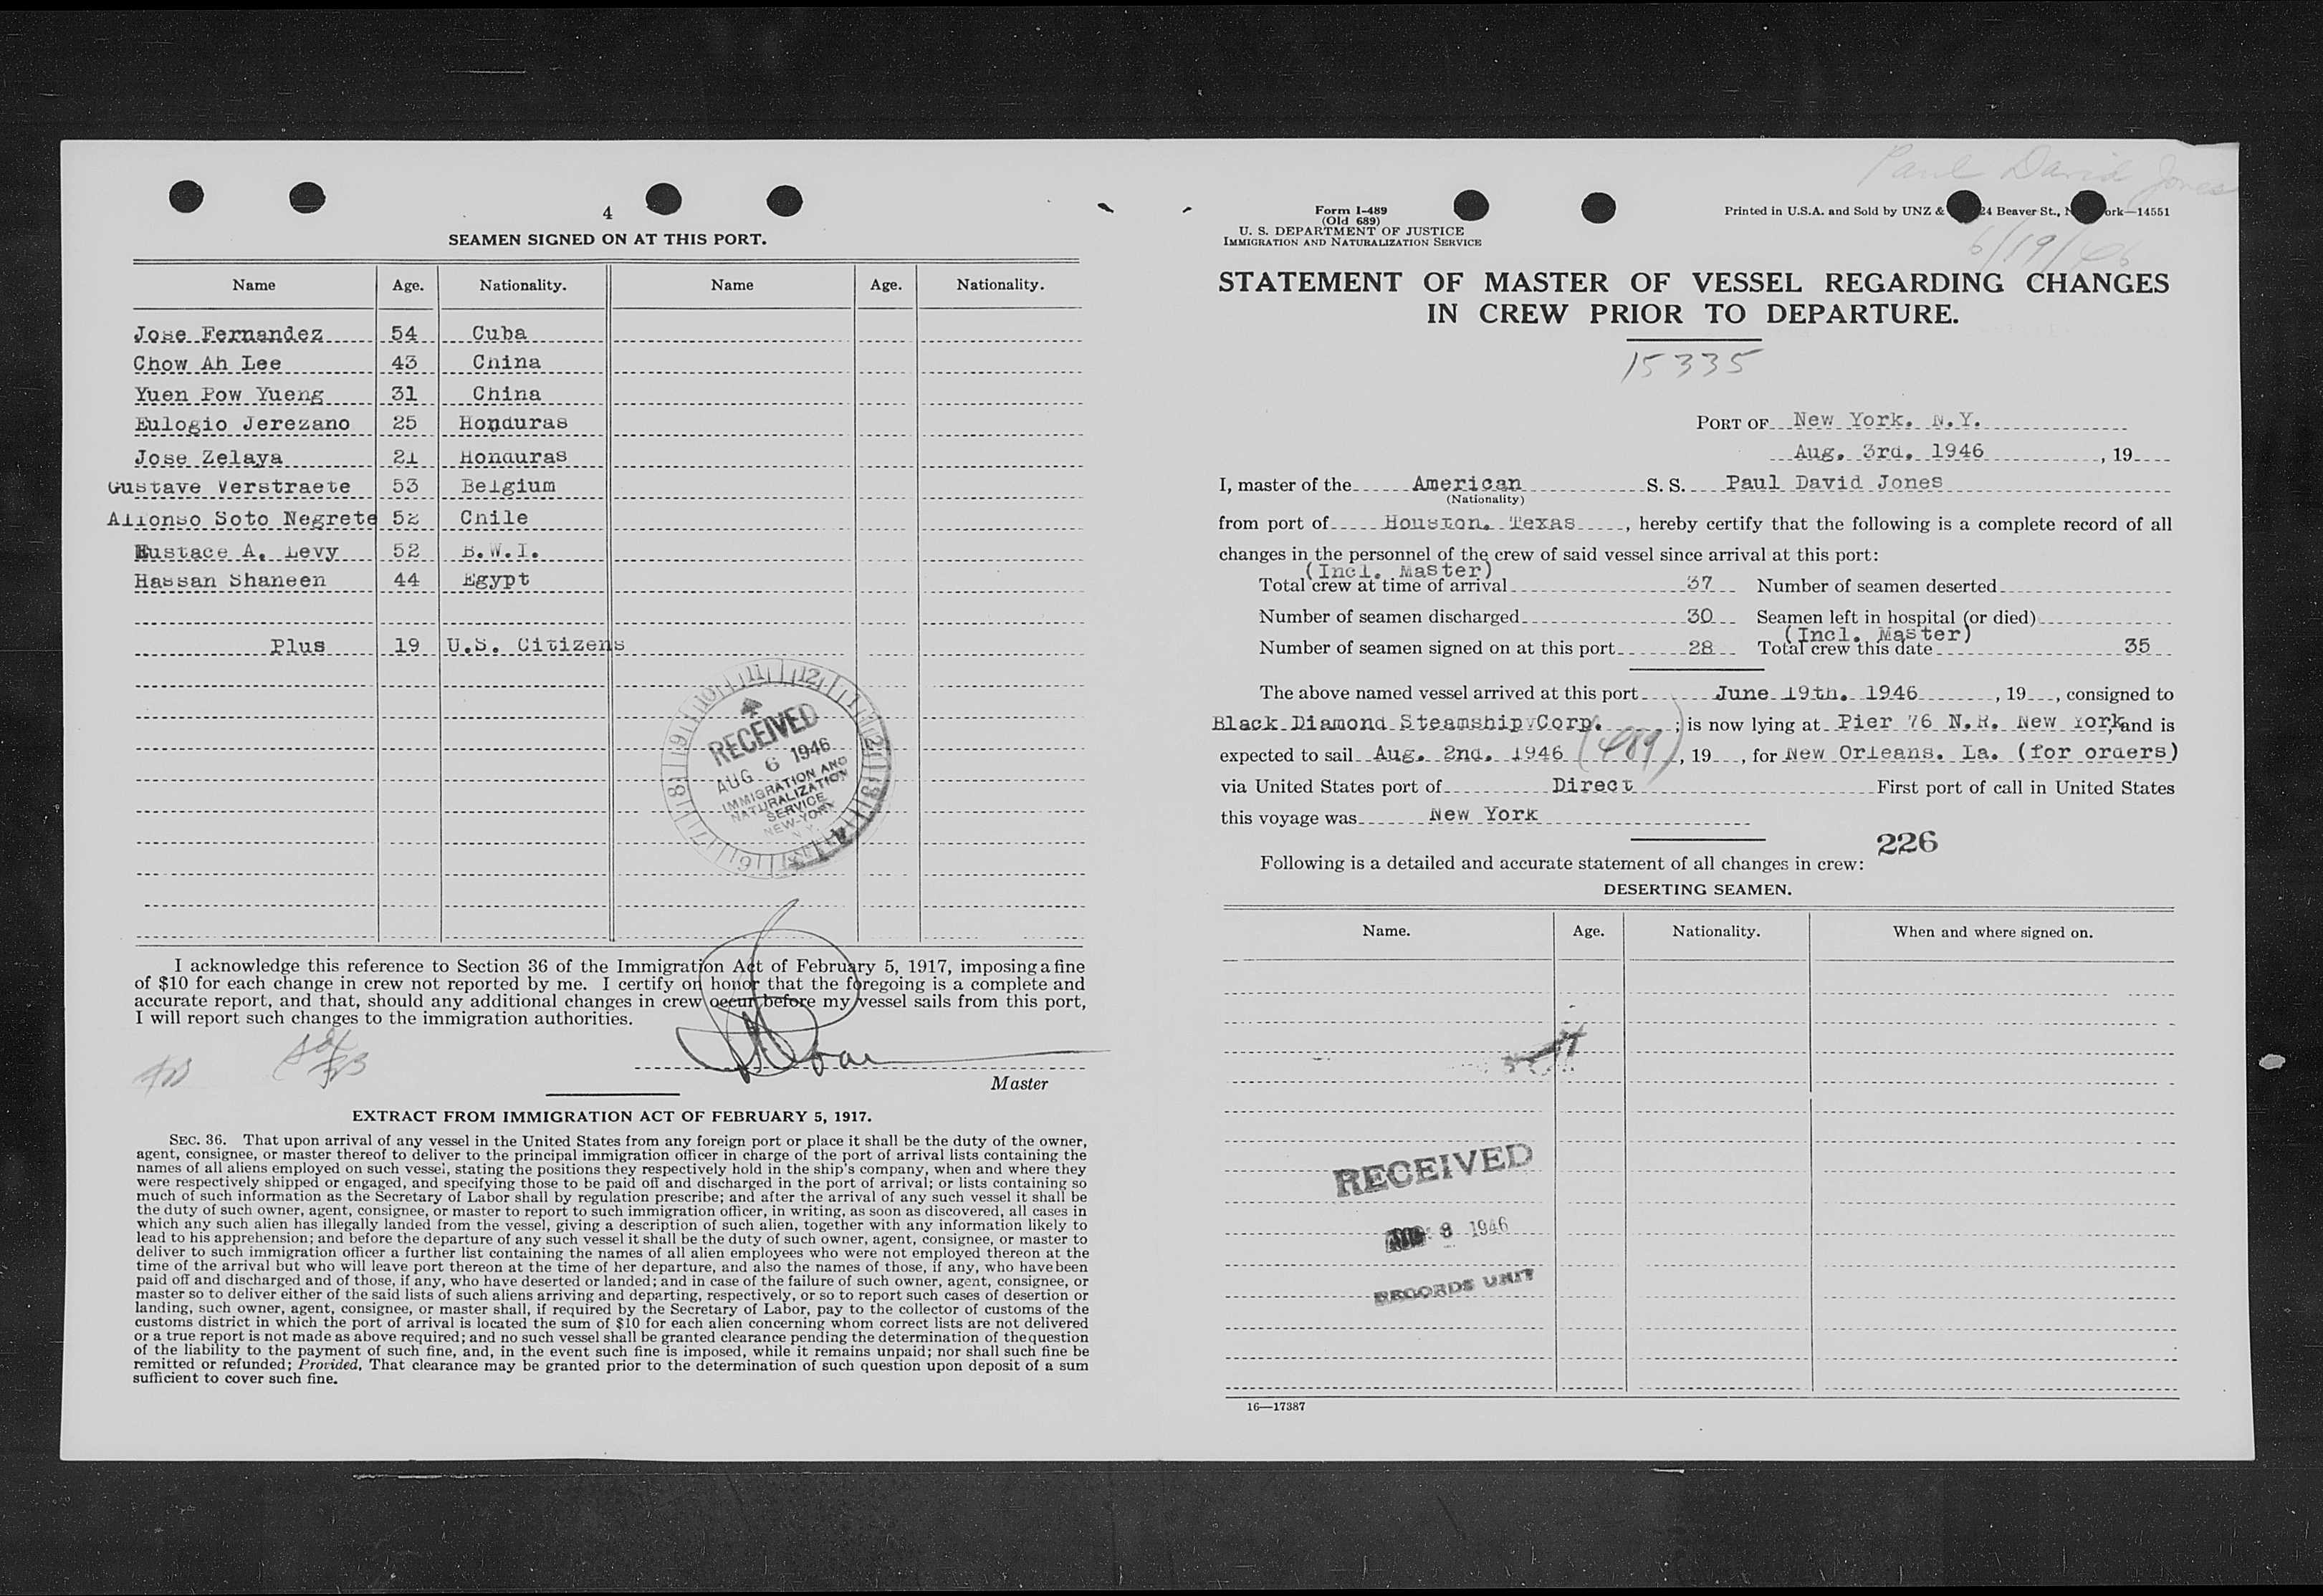 4
SEAMEN SIGNED ON AT THIS PORT.
Name Age. Nationality. Name Age. Nationality.
Jose Fernandez 54 Cuba
Chow Ah Lee 43 China
Yuen Pow Yueng 31 China
Eulogio Jerezano 25 Honduras
Jose Zelaya 21 Honduras
Gustave Verstraete 53 Belgium
Alfonso Soto Negrete 52 Chile
Eustace A. Levy 52 B.W.I.
Hassan Shaneen 44 Egypt
Plus 19 U.S. Citizens
RECEIVED
AUG 6 1946
IMMIGRATION AND
NATURALIZATION
SERVICE
NEW-YORK
N.Y.
I acknowledge this reference to Section 36 of the Immigration Act of February 5, 1917, imposing a fine
of $10 for each change in crew not reported by me. I certify on honor that the foregoing is a complete and
accurate report, and that, should any additional changes in crew occur before my vessel sails from this port,
I will report such changes to the immigration authorities.
Master
EXTRACT FROM IMMIGRATION ACT OF FEBRUARY 5, 1917.
SEC. 36. That upon arrival of any vessel in the United States from any foreign port or place it shall be the duty of the owner,
agent, consignee, or master thereof to deliver to the principal immigration officer in charge of the port of arrival lists containing the
names of all aliens employed on such vessel, stating the positions they respectively hold in the ship's company, when and where they
were respectively shipped or engaged, and specifying those to be paid off and discharged in the port of arrival; or lists containing so
much of such information as the Secretary of Labor shall by regulation prescribe; and after the arrival of any such vessel it shall be
the duty of such owner, agent, consignee, or master to report to such immigration officer, in writing, as soon as discovered, all cases in
which any such alien has illegally landed from the vessel, giving a description of such alien, together with any information likely to
lead to his apprehension; and before the departure of any such vessel it shall be the duty of such owner, agent, consignee, or master to
deliver to such immigration officer a further list containing the names of all alien employees who were not employed thereon at the
time of the arrival but who will leave port thereon at the time of her departure, and also the names of those, if any, who have been
paid off and discharged and of those, if any, who have deserted or landed; and in case of the failure of such owner, agent, consignee, or
master so to deliver either of the said lists of such aliens arriving and departing, respectively, or so to report such cases of desertion or
landing, such owner, agent, consignee, or master shall, if required by the Secretary of Labor, pay to the collector of customs of the
customs district in which the port of arrival is located the sum of $10 for each alien concerning whom correct lists are not delivered
or a true report is not made as above required; and no such vessel shall be granted clearance pending the determination of the question
of the liability to the payment of such fine, and, in the event such fine is imposed, while it remains unpaid; nor shall such fine be
remitted or refunded; Provided, That clearance may be granted prior to the determination of such question upon deposit of a sum
sufficient to cover such fine.
Paul David Jones
6/19/46
Form I-489
(Old 689)
U. S. DEPARTMENT OF JUSTICE
IMMIGRATION AND NATURALIZATION SERVICE
Printed in U.S.A. and Sold by UNZ & 24 Beaver St., ork—14551
STATEMENT OF MASTER OF VESSEL REGARDING CHANGES
IN CREW PRIOR TO DEPARTURE.
15335
PORT OF New York. N.Y.
Aug. 3rd. 1946, 19
I, master of the American S. S. Paul David Jones
(Nationality)
from port of Houston. Texas, hereby certify that the following is a complete record of all
changes in the personnel of the crew of said vessel since arrival at this port:
(Incl. Master)
Total crew at time of arrival 37 Number of seamen deserted
Number of seamen discharged 30 Seamen left in hospital (or died)
(Incl. Master)
Number of seamen signed on at this port 28 Total crew this date 35
The above named vessel arrived at this port June 19th. 1946, 19, consigned to
Black Diamond Steamship Corp.; is now lying at Pier 76 N.R. New York, and is
expected to sail Aug. 2nd. 1946 (489), 19, for New Orleans. La. (for orders)
via United States port of Direct First port of call in United States
this voyage was New York
226
Following is a detailed and accurate statement of all changes in crew:
DESERTING SEAMEN.
Name. Age. Nationality. When and where signed on.
RECEIVED
AUG 8 1946
RECORDS UNIT
16—17387